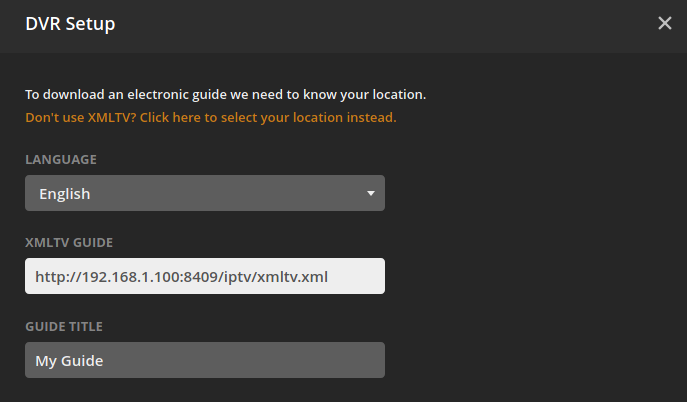 DVR Setup
To download an electronic guide we need to know your location.
Don't use XMLTV? Click here to select your location instead.
LANGUAGE
English
XMLTV GUIDE
http://192.168.1.100:8409/iptv/xmltv.xml
GUIDE TITLE
My Guide